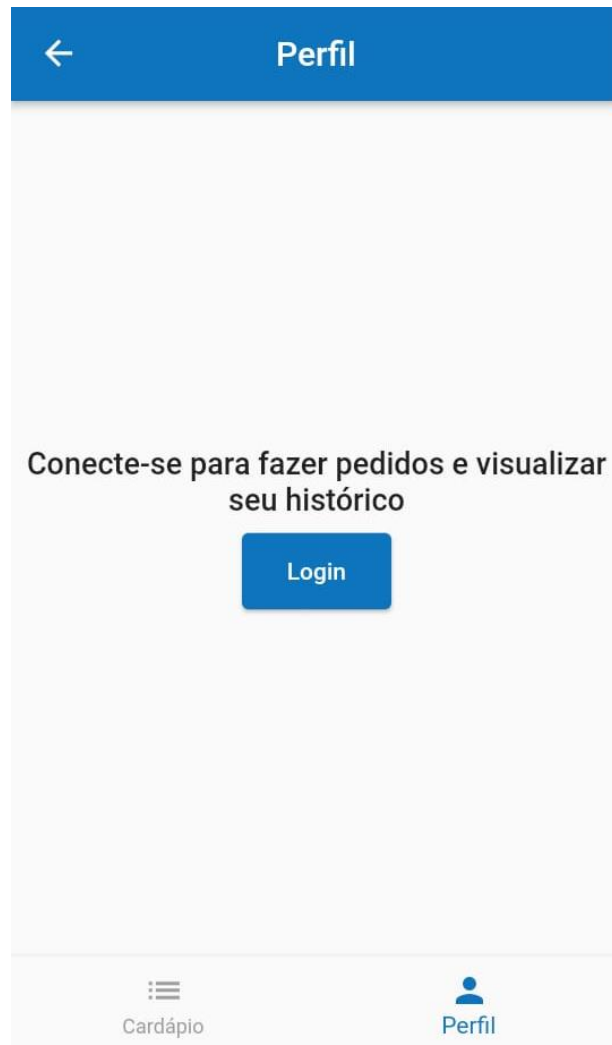 Perfil
Conecte-se para fazer pedidos e visualizar
seu histórico
Login
Cardápio
Perfil